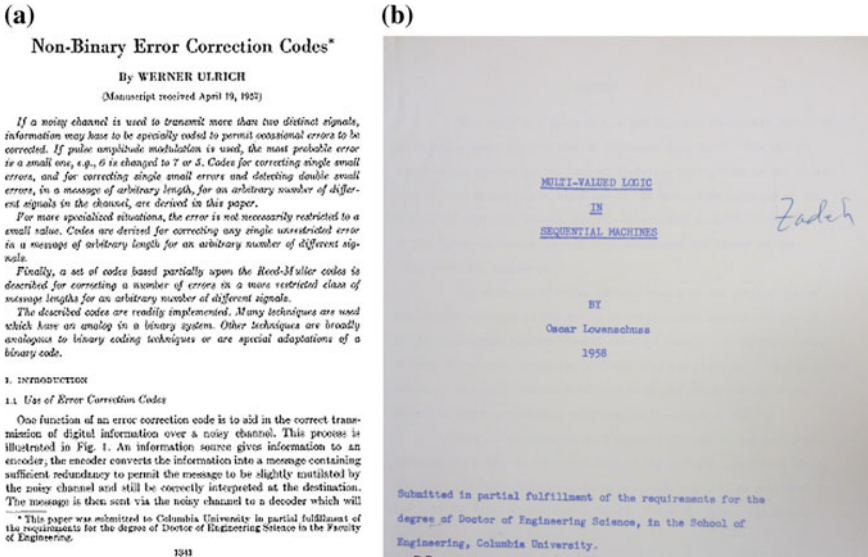 (a)
Non-Binary Error Correction Codes*
By WERNER ULRICH
(Manuscript received April 19, 1957)
If a noisy channel is used to transmit more than two distinct signals,
information may have to be specially coded to permit occasional errors to be
corrected. If pulse amplitude modulation is used, the most probable error
is a small one, e.g., 6 is changed to 7 or 5. Codes for correcting single small
errors, and for correcting single small errors and detecting double small
errors, in a message of arbitrary length, for an arbitrary number of differ-
ent signals in the channel, are derived in this paper.
For more specialized situations, the error is not necessarily restricted to a
small value. Codes are derived for correcting any single unrestricted error
in a message of arbitrary length for an arbitrary number of different sig-
nals.
Finally, a set of codes based partially upon the Reed-Muller codes is
described for correcting a number of errors in a more restricted class of
message lengths for an arbitrary number of different signals.
The described codes are readily implemented. Many techniques are used
which have an analog in a binary system. Other techniques are broadly
analogous to binary coding techniques or are special adaptations of a
binary code.
1. INTRODUCTION
1.1 Use of Error Correction Codes
One function of an error correction code is to aid in the correct trans-
mission of digital information over a noisy channel. This process is
illustrated in Fig. 1. An information source gives information to an
encoder, the encoder converts the information into a message containing
sufficient redundancy to permit the message to be slightly mutilated by
the noisy channel and still be correctly interpreted at the destination.
The message is then sent via the noisy channel to a decoder which will
* This paper was submitted to Columbia University in partial fulfillment of
the requirements for the degree of Doctor of Engineering Science in the Faculty
of Engineering.
1341
(b)
MULTI-VALUED LOGIC
IN
SEQUENTIAL MACHINES
Zadeh
BY
Oscar Lowenschuss
1958
Submitted in partial fulfillment of the requirements for the
degree of Doctor of Engineering Science, in the School of
Engineering, Columbia University.